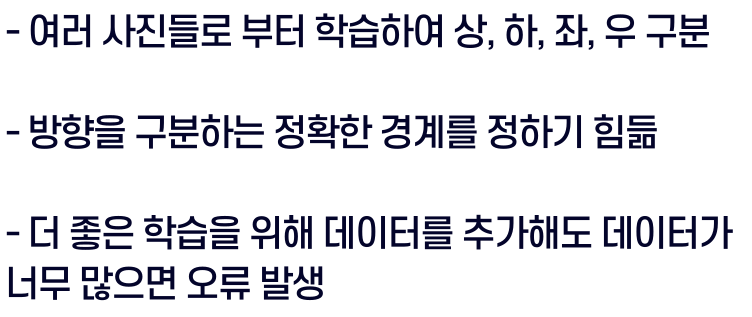 - 여러 사진들로 부터 학습하여 상, 하, 좌, 우 구분
- 방향을 구분하는 정확한 경계를 정하기 힘듦
- 더 좋은 학습을 위해 데이터를 추가해도 데이터가
너무 많으면 오류 발생